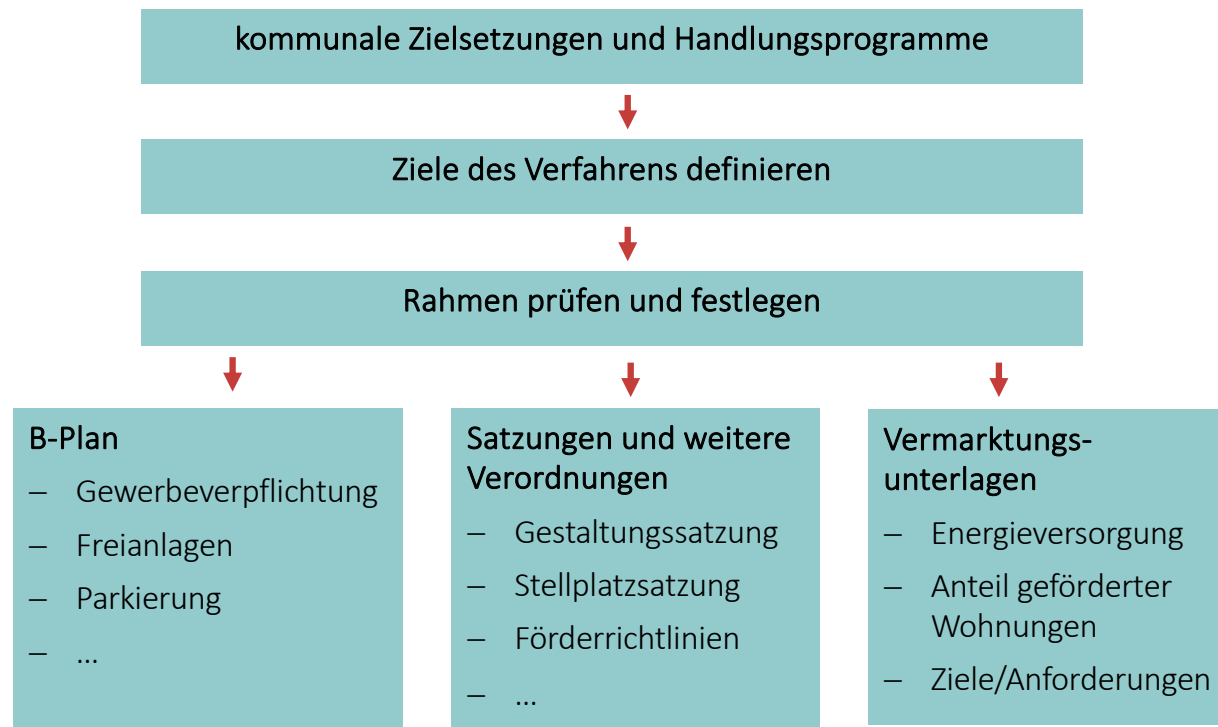 kommunale Zielsetzungen und Handlungsprogramme
Ziele des Verfahrens definieren
Rahmen prüfen und festlegen
B-Plan
– Gewerbeverpflichtung
– Freianlagen
– Parkierung
– ...
Satzungen und weitere
Verordnungen
– Gestaltungssatzung
– Stellplatzsatzung
– Förderrichtlinien
– ...
Vermarktungs-
unterlagen
– Energieversorgung
– Anteil geförderter
Wohnungen
– Ziele/Anforderungen